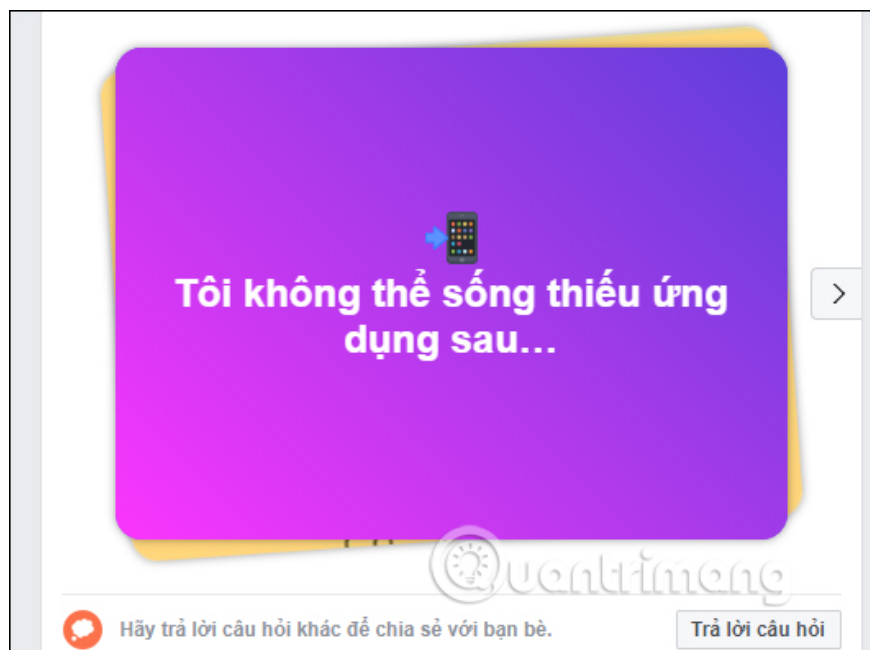 Tôi không thể sống thiếu ứng
dụng sau...
Quantrimang
Hãy trả lời câu hỏi khác để chia sẻ với bạn bè.
Trả lời câu hỏi